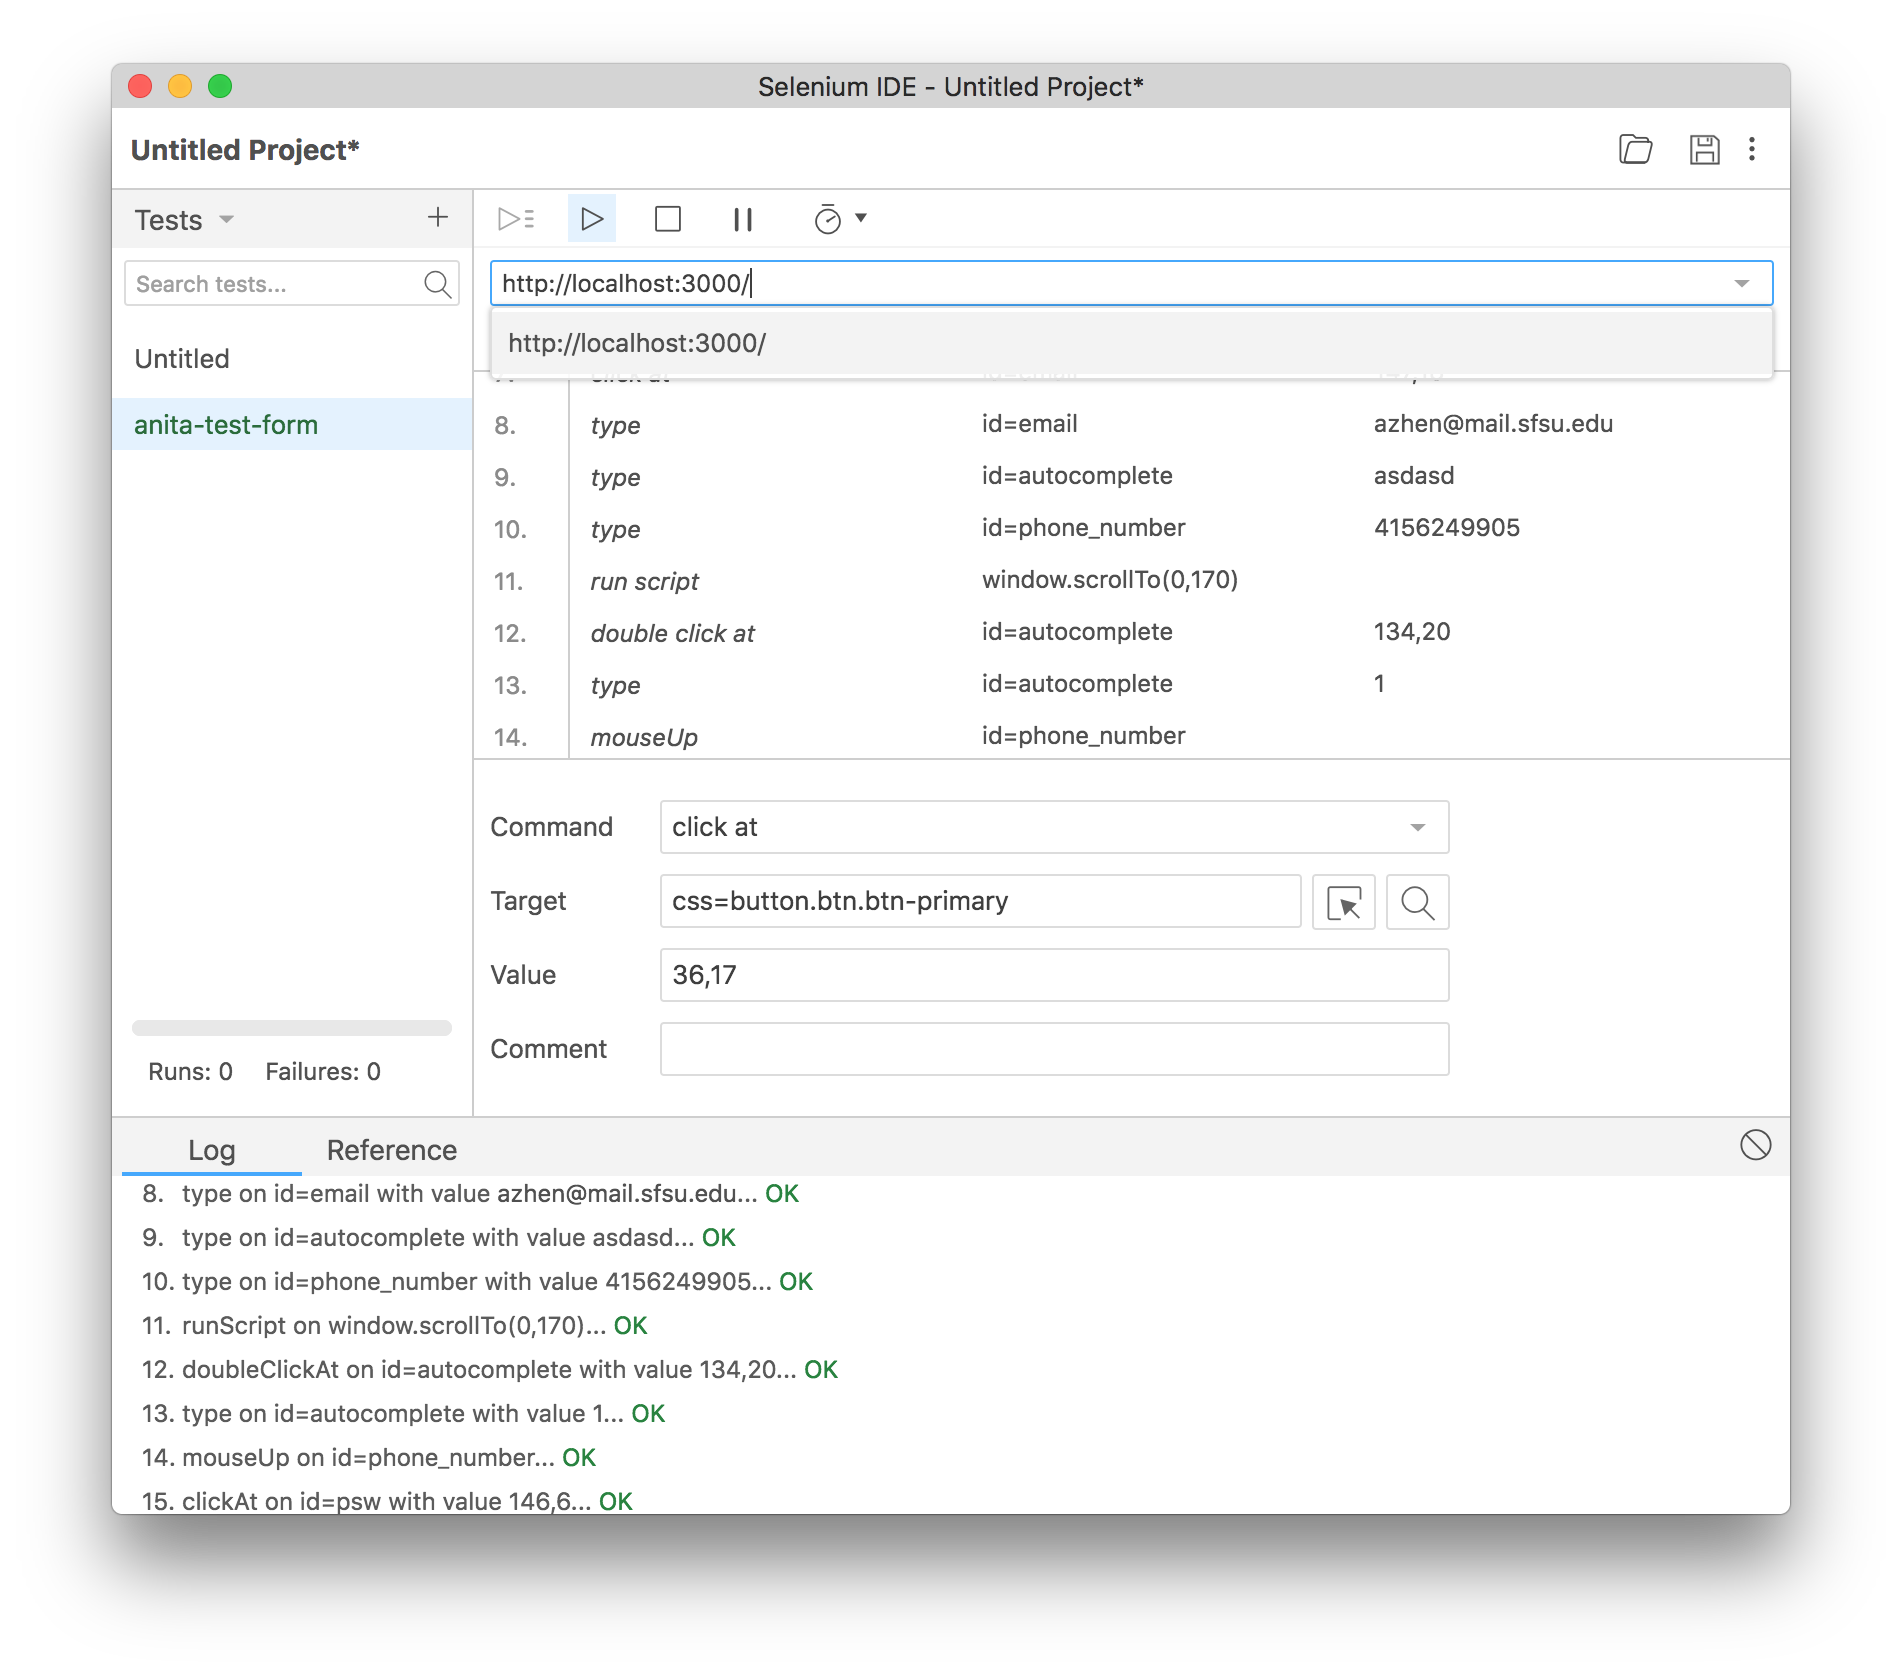 Selenium IDE - Untitled Project*
Untitled Project*
Tests
Search tests...
Untitled
anita-test-form
http://localhost:3000/
http://localhost:3000/
click at
8. type id=email azhen@mail.sfsu.edu
9. type id=autocomplete asdasd
10. type id=phone_number 4156249905
11. run script window.scrollTo(0,170)
12. double click at id=autocomplete 134,20
13. type id=autocomplete 1
14. mouseUp id=phone_number
Command click at
Target css=button.btn.btn-primary
Value 36,17
Comment
Runs: 0 Failures: 0
Log Reference
8. type on id=email with value azhen@mail.sfsu.edu... OK
9. type on id=autocomplete with value asdasd... OK
10. type on id=phone_number with value 4156249905... OK
11. runScript on window.scrollTo(0,170)... OK
12. doubleClickAt on id=autocomplete with value 134,20... OK
13. type on id=autocomplete with value 1... OK
14. mouseUp on id=phone_number... OK
15. clickAt on id=psw with value 146,6... OK